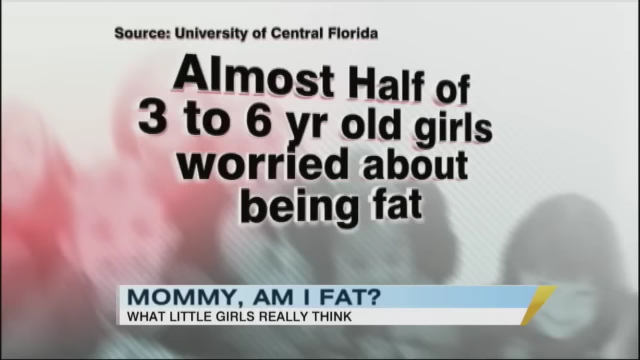 Source: University of Central Florida
Almost Half of
3 to 6 yr old girls
worried about
being fat
MOMMY, AM I FAT?
WHAT LITTLE GIRLS REALLY THINK